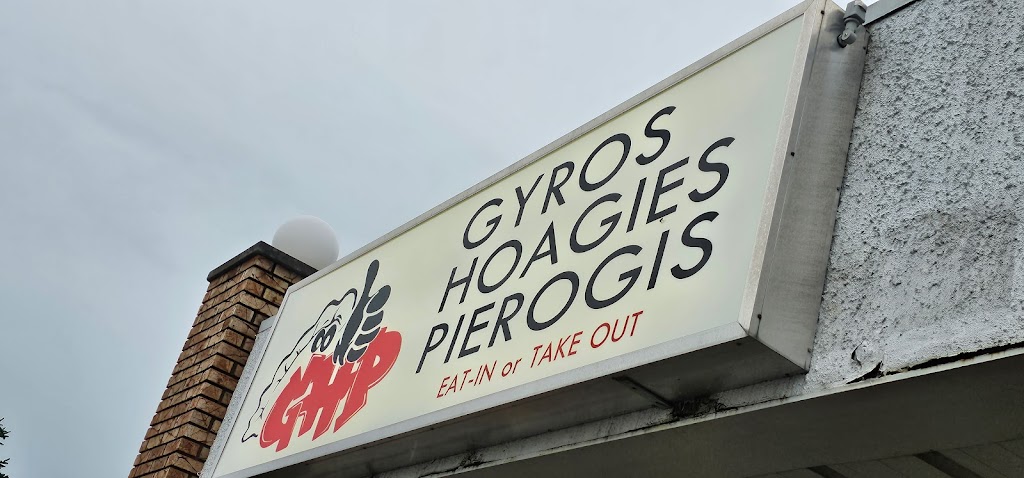 GHP
GYROS
HOAGIES
PIEROGIS
EAT-IN or TAKE OUT